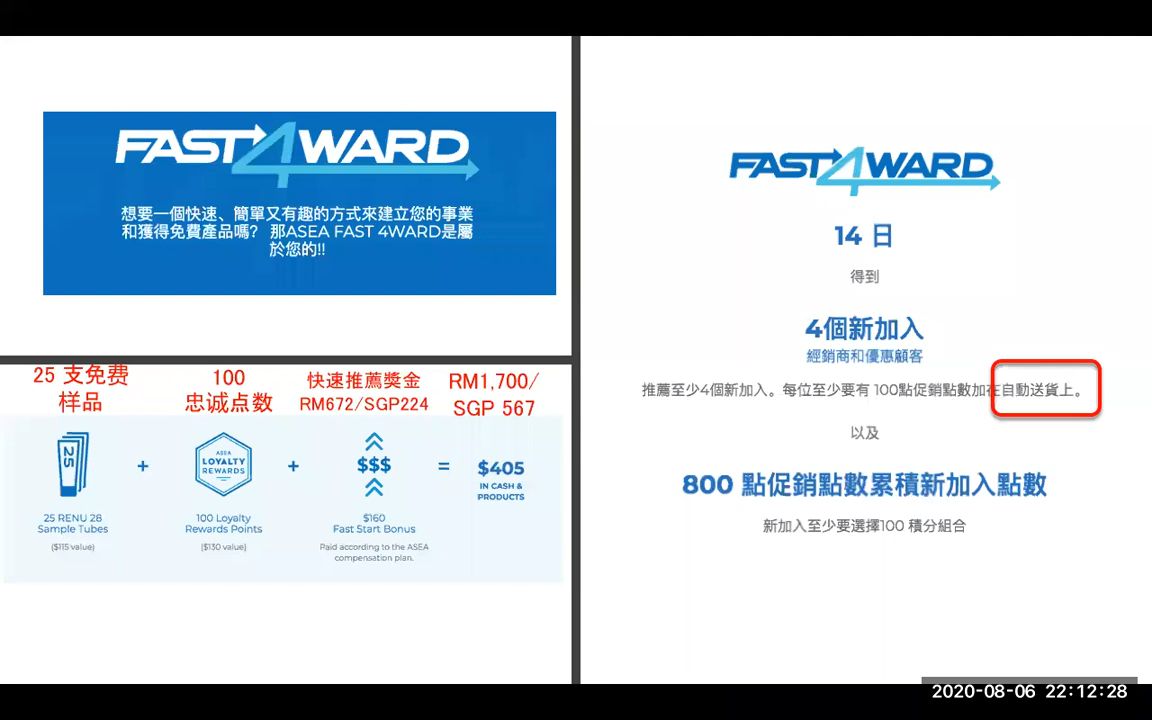 FAST4WARD
想要一個快速、簡單又有趣的方式來建立您的事業
和獲得免費產品嗎? 那ASEA FAST 4WARD是屬
於您的!!
25 支免费
样品
100
忠诚点数
快速推薦獎金
RM672/SGP224
RM1,700/
SGP 567
25
+
ASEA
LOYALTY
REWARDS
+
$$$
=
$405
IN CASH &
PRODUCTS
25 RENU 28
Sample Tubes
($115 value)
100 Loyalty
Rewards Points
($130 value)
$160
Fast Start Bonus
Paid according to the ASEA
compensation plan.
FAST4WARD
14 日
得到
4個新加入
經銷商和優惠顧客
推薦至少4個新加入。每位至少要有 100點促銷點數加在自動送貨上。
以及
800 點促銷點數累積新加入點數
新加入至少要選擇100 積分組合
2020-08-06 22:12:28